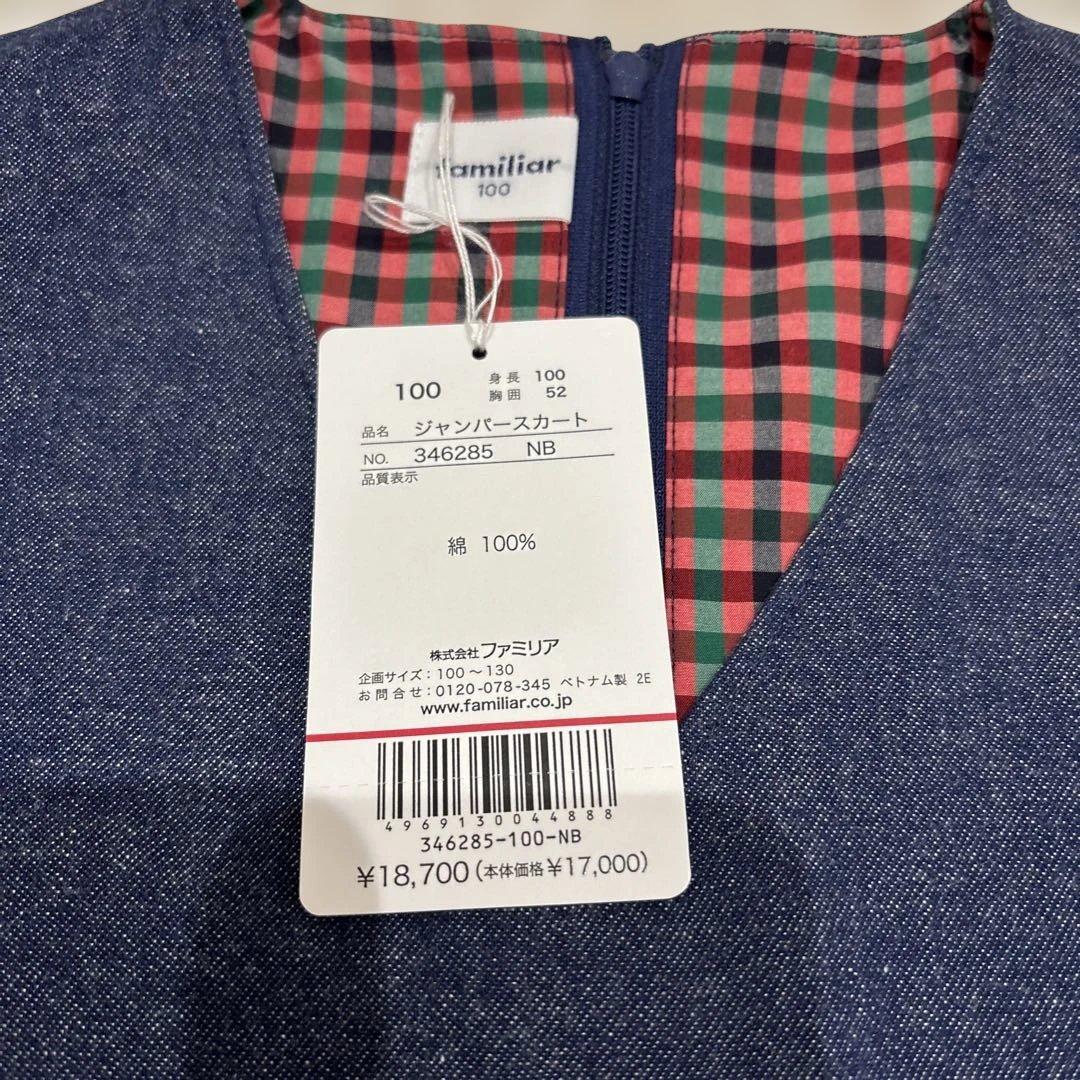 familiar
100
100
身長 100
胸囲 52
品名 ジャンパースカート
NO. 346285 NB
品質表示
綿 100%
株式会社ファミリア
企画サイズ：100～130
お問合せ：0120-078-345 ベトナム製 2E
www.familiar.co.jp
4969130044888
346285-100-NB
¥18,700(本体価格¥17,000)